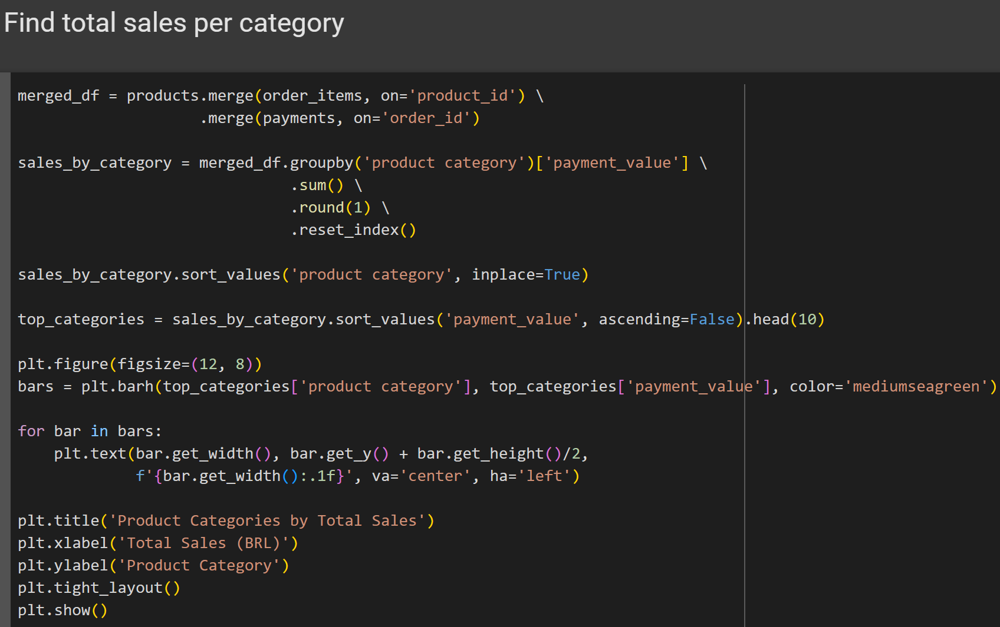 Find total sales per category
merged_df = products.merge(order_items, on='product_id') \
.merge(payments, on='order_id')
sales_by_category = merged_df.groupby('product category')['payment_value'] \
.sum() \
.round(1) \
.reset_index()
sales_by_category.sort_values('product category', inplace=True)
top_categories = sales_by_category.sort_values('payment_value', ascending=False).head(10)
plt.figure(figsize=(12, 8))
bars = plt.barh(top_categories['product category'], top_categories['payment_value'], color='mediumseagreen')
for bar in bars:
plt.text(bar.get_width(), bar.get_y() + bar.get_height()/2,
f'{bar.get_width():.1f}', va='center', ha='left')
plt.title('Product Categories by Total Sales')
plt.xlabel('Total Sales (BRL)')
plt.ylabel('Product Category')
plt.tight_layout()
plt.show()